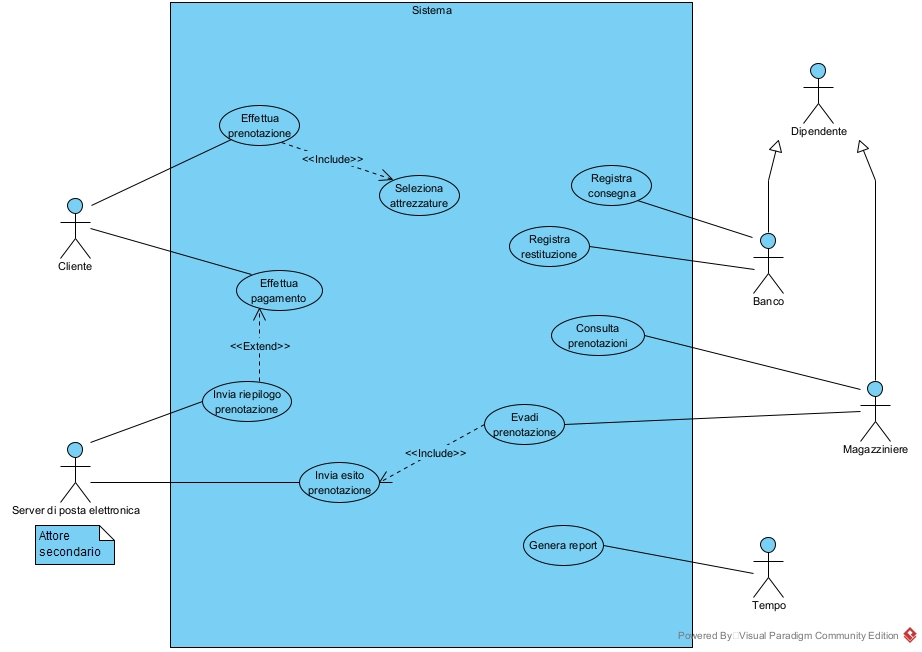 Sistema
Effettua
prenotazione
<<Include>>
Seleziona
attrezzature
Dipendente
Registra
consegna
Registra
restituzione
Banco
Cliente
Effettua
pagamento
<<Extend>>
Consulta
prenotazioni
Invia riepilogo
prenotazione
Evadi
prenotazione
Magazziniere
<<Include>>
Invia esito
prenotazione
Server di posta elettronica
Attore
secondario
Genera report
Tempo
Powered By Visual Paradigm Community Edition